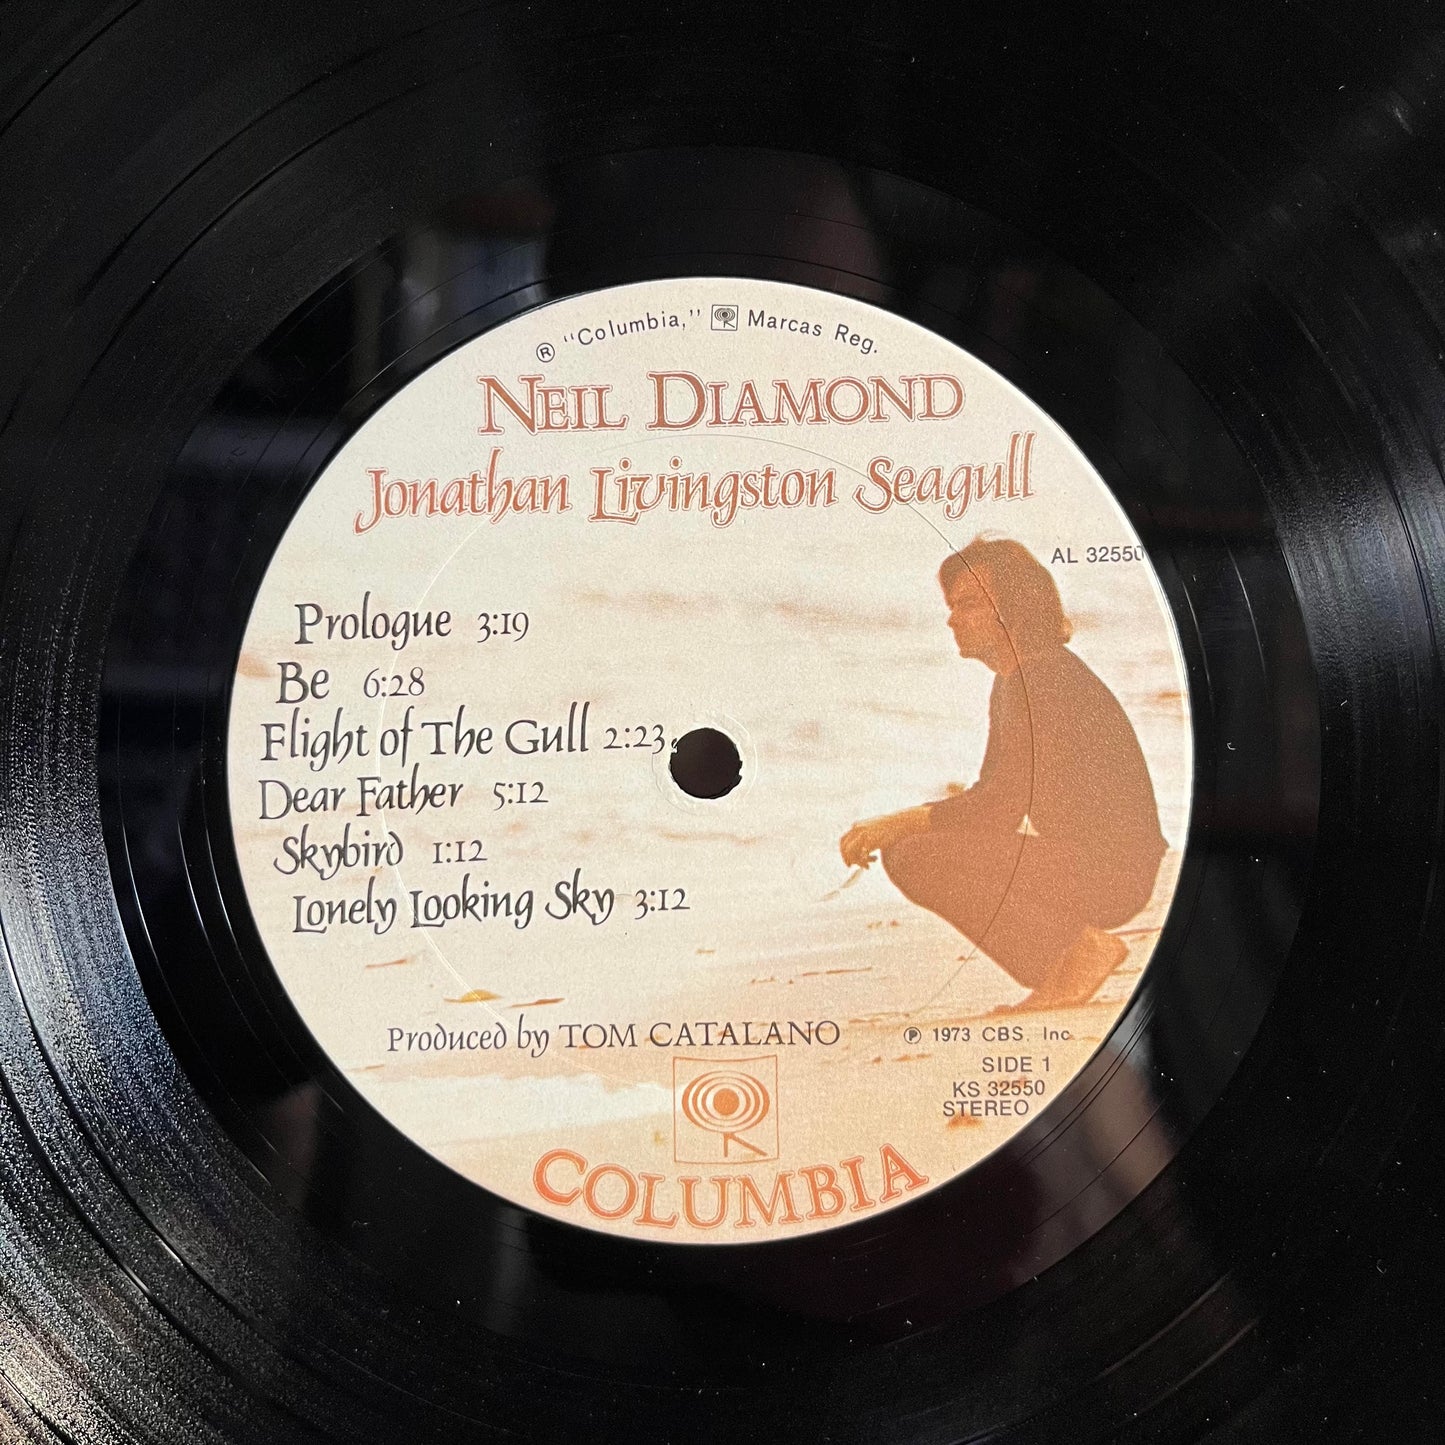 ® "Columbia," Marcas Reg.
NEIL DIAMOND
Jonathan Livingston Seagull
AL 32550
Prologue 3:19
Be 6:28
Flight of The Gull 2:23
Dear Father 5:12
Skybird 1:12
Lonely Looking Sky 3:12
Produced by TOM CATALANO
℗ 1973 CBS, Inc.
SIDE 1
KS 32550
STEREO
COLUMBIA